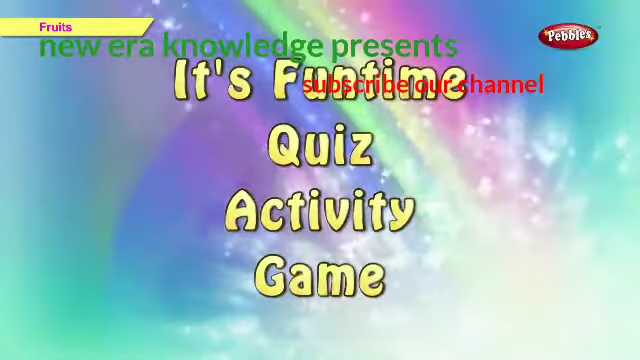 Fruits
new era knowledge presents
Pebbles
It's Funtime
subscribe our channel
Quiz
Activity
Game